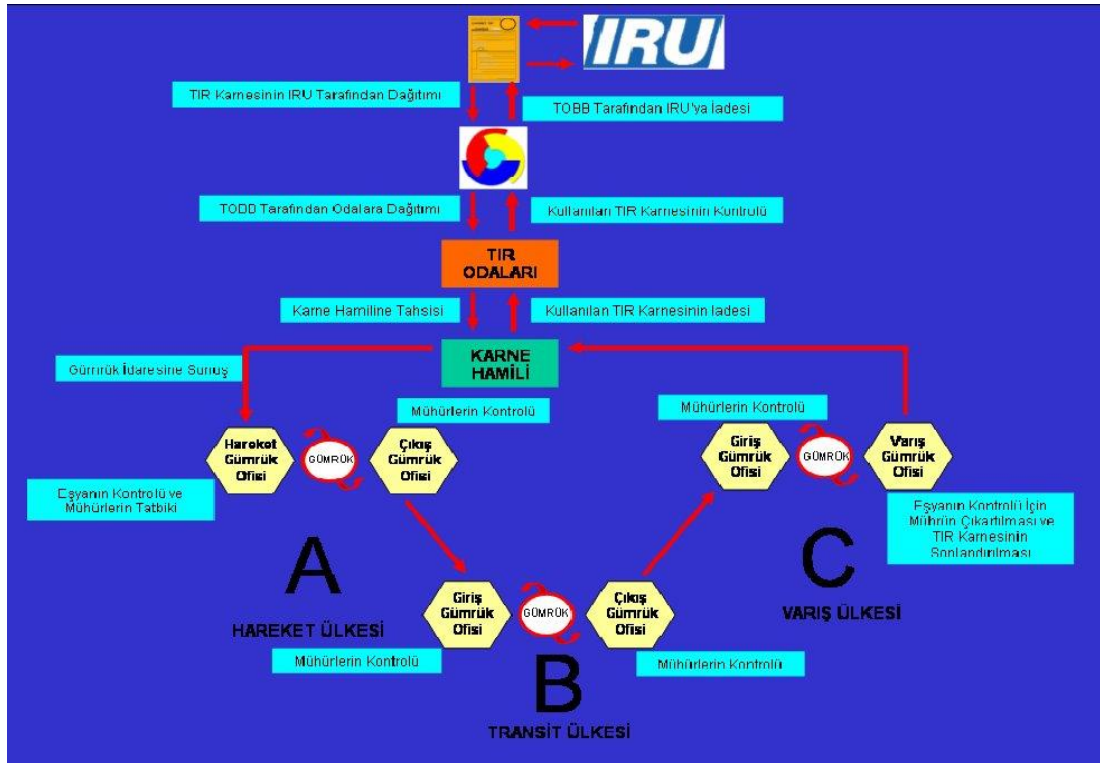 IRU
TIR Karnesinin IRU Tarafından Dağıtımı
TOBB Tarafından IRU'ya İadesi
TODD Tarafından Odalara Dağıtımı
Kullanılan TIR Karnesinin Kontrolü
TIR
ODALARI
Karne Hamiline Tahsisi
Kullanılan TIR Karnesinin İadesi
KARNE
HAMİLİ
Gümrük İdaresine Sunuş
Mühürlerin Kontrolü
Mühürlerin Kontrolü
Hareket
Gümrük
Ofisi
GÜMRÜK
Çıkış
Gümrük
Ofisi
Giriş
Gümrük
Ofisi
GÜMRÜK
Varış
Gümrük
Ofisi
Eşyanın Kontrolü ve
Mühürlerin Tatbiki
Eşyanın Kontrolü İçin
Mührün Çıkartılması ve
TIR Karnesinin
Sonlandırılması
A
HAREKET ÜLKESİ
C
VARIŞ ÜLKESİ
Giriş
Gümrük
Ofisi
GÜMRÜK
Çıkış
Gümrük
Ofisi
Mühürlerin Kontrolü
Mühürlerin Kontrolü
B
TRANSİT ÜLKESİ